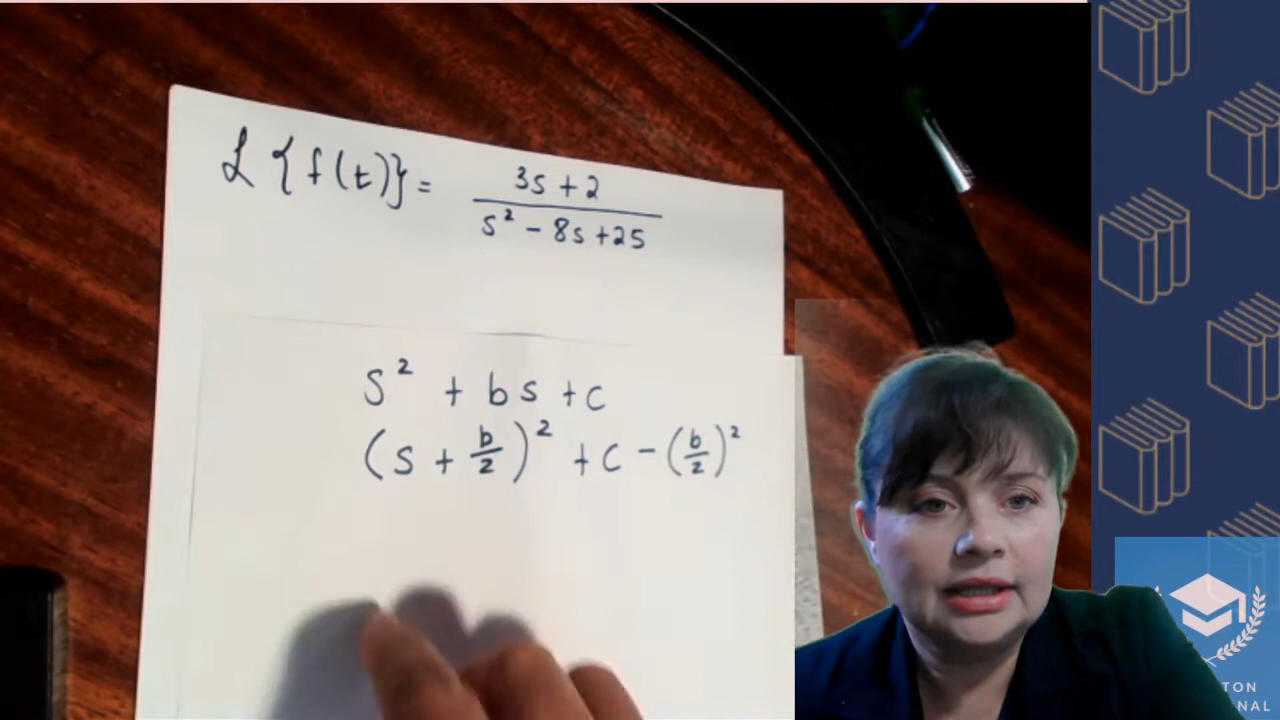 ℒ {f(t)} = (3s + 2)/(s² - 8s + 25)
s² + bs + c
(s + b/2)² + c - (b/2)²